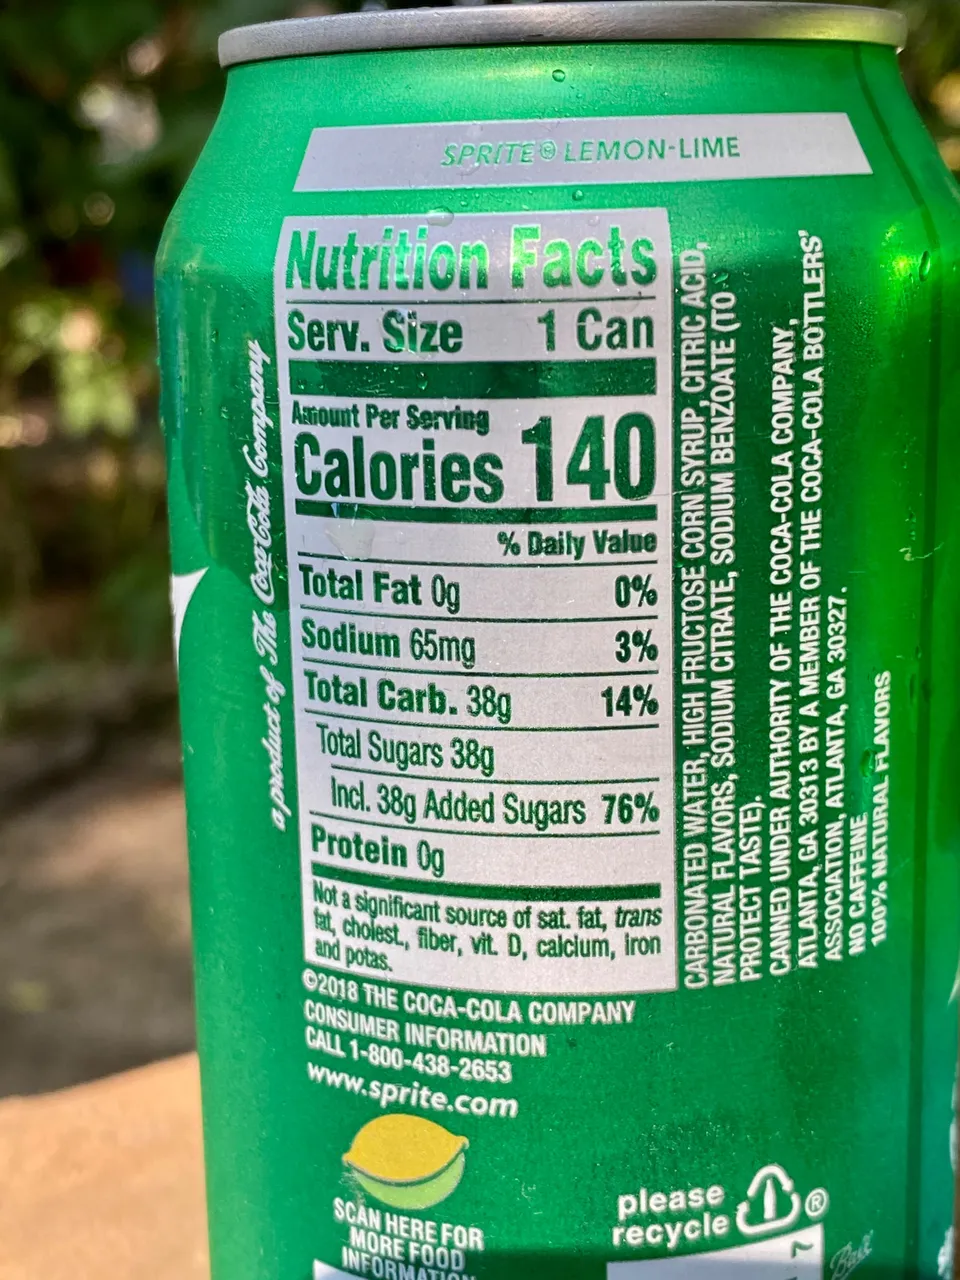 SPRITE® LEMON-LIME
Nutrition Facts
Serv. Size 1 Can
Amount Per Serving
Calories 140
% Daily Value
Total Fat 0g 0%
Sodium 65mg 3%
Total Carb. 38g 14%
Total Sugars 38g
Incl. 38g Added Sugars 76%
Protein 0g
Not a significant source of sat. fat, trans
fat, cholest., fiber, vit. D, calcium, iron
and potas.
©2018 THE COCA-COLA COMPANY
CONSUMER INFORMATION
CALL 1-800-438-2653
www.sprite.com
SCAN HERE FOR
MORE FOOD
INFORMATION
a product of The Coca-Cola Company
CARBONATED WATER, HIGH FRUCTOSE CORN SYRUP, CITRIC ACID,
NATURAL FLAVORS, SODIUM CITRATE, SODIUM BENZOATE (TO
PROTECT TASTE).
CANNED UNDER AUTHORITY OF THE COCA-COLA COMPANY,
ATLANTA, GA 30313 BY A MEMBER OF THE COCA-COLA BOTTLERS'
ASSOCIATION, ATLANTA, GA 30327.
NO CAFFEINE
100% NATURAL FLAVORS
please
recycle ®
7
Ball